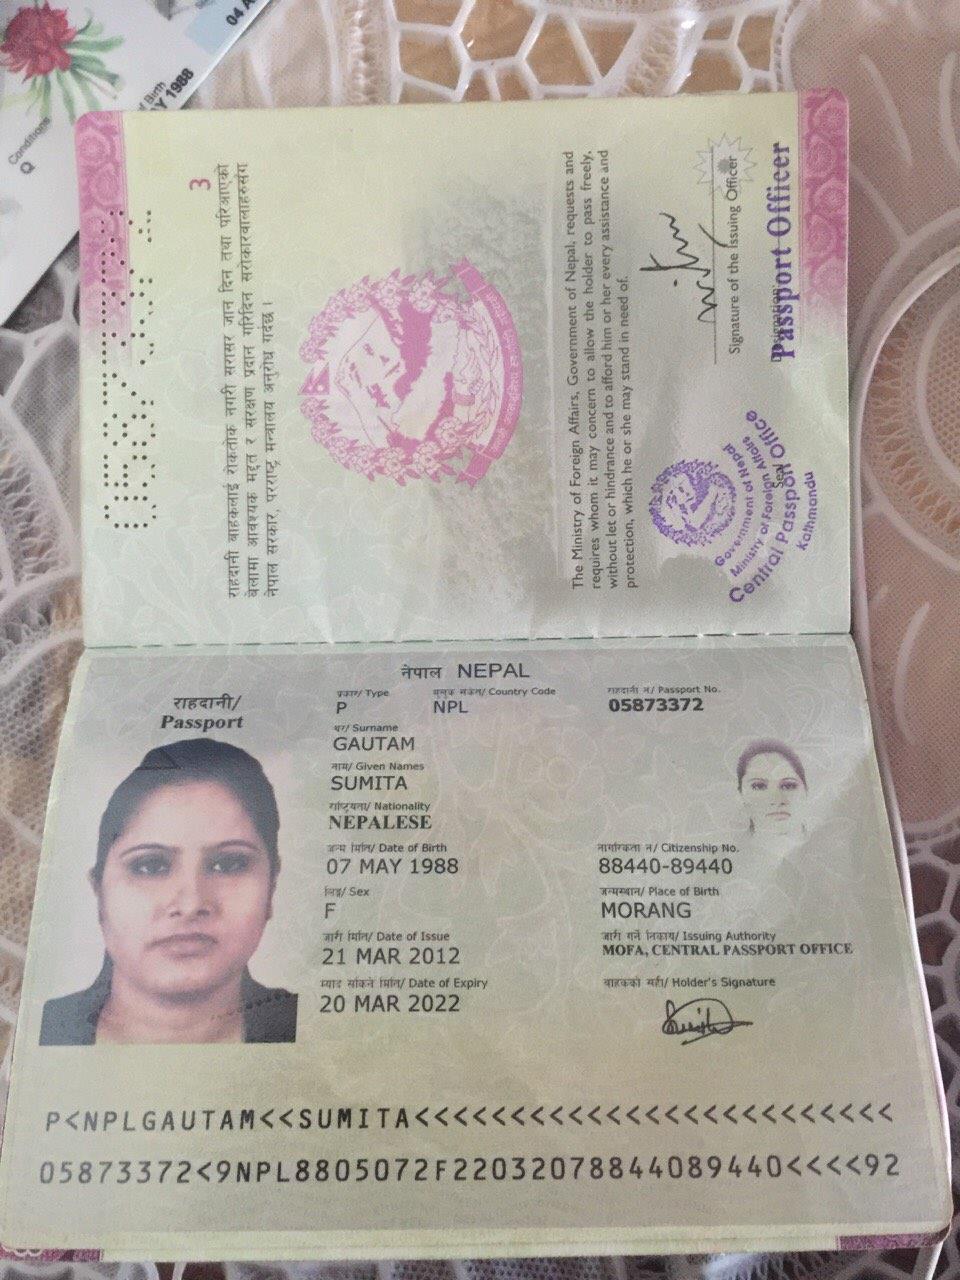 04
Birth
Y 1988
Conditions
Q
3
राहदानी बाहकलाई रोकतोक नगरी सरासर जान दिन तथा परिआएको
बेलामा आवश्यक मद्दत र संरक्षण प्रदान गरिदिन सरोकारवालाहरुसंग
नेपाल सरकार, परराष्ट्र मन्त्रालय अनुरोध गर्दछ ।
The Ministry of Foreign Affairs, Government of Nepal, requests and
requires whom it may concern to allow the holder to pass freely,
without let or hindrance and to afford him or her every assistance and
protection, which he or she may stand in need of.
Signature of the Issuing Officer
Passport Officer
Seal
Government of Nepal
Ministry of Foreign Affairs
Central Passport Office
Kathmandu
नेपाल NEPAL
राहदानी/
Passport
प्रकार/ Type
P
मुलुक संकेत/ Country Code
NPL
राहदानी नं/ Passport No.
05873372
थर/ Surname
GAUTAM
नाम/ Given Names
SUMITA
राष्ट्रियता/ Nationality
NEPALESE
जन्म मिति/ Date of Birth
07 MAY 1988
नागरिकता नं/ Citizenship No.
88440-89440
लिङ्ग/ Sex
F
जन्मस्थान/ Place of Birth
MORANG
जारी मिति/ Date of Issue
21 MAR 2012
जारी गर्ने निकाय/ Issuing Authority
MOFA, CENTRAL PASSPORT OFFICE
म्याद सकिने मिति/ Date of Expiry
20 MAR 2022
वाहकको सही/ Holder's Signature
P<NPLGAUTAM<<SUMITA<<<<<<<<<<<<<<<<<<<<<<<<<
05873372<9NPL8805072F22032078844089440<<<<92